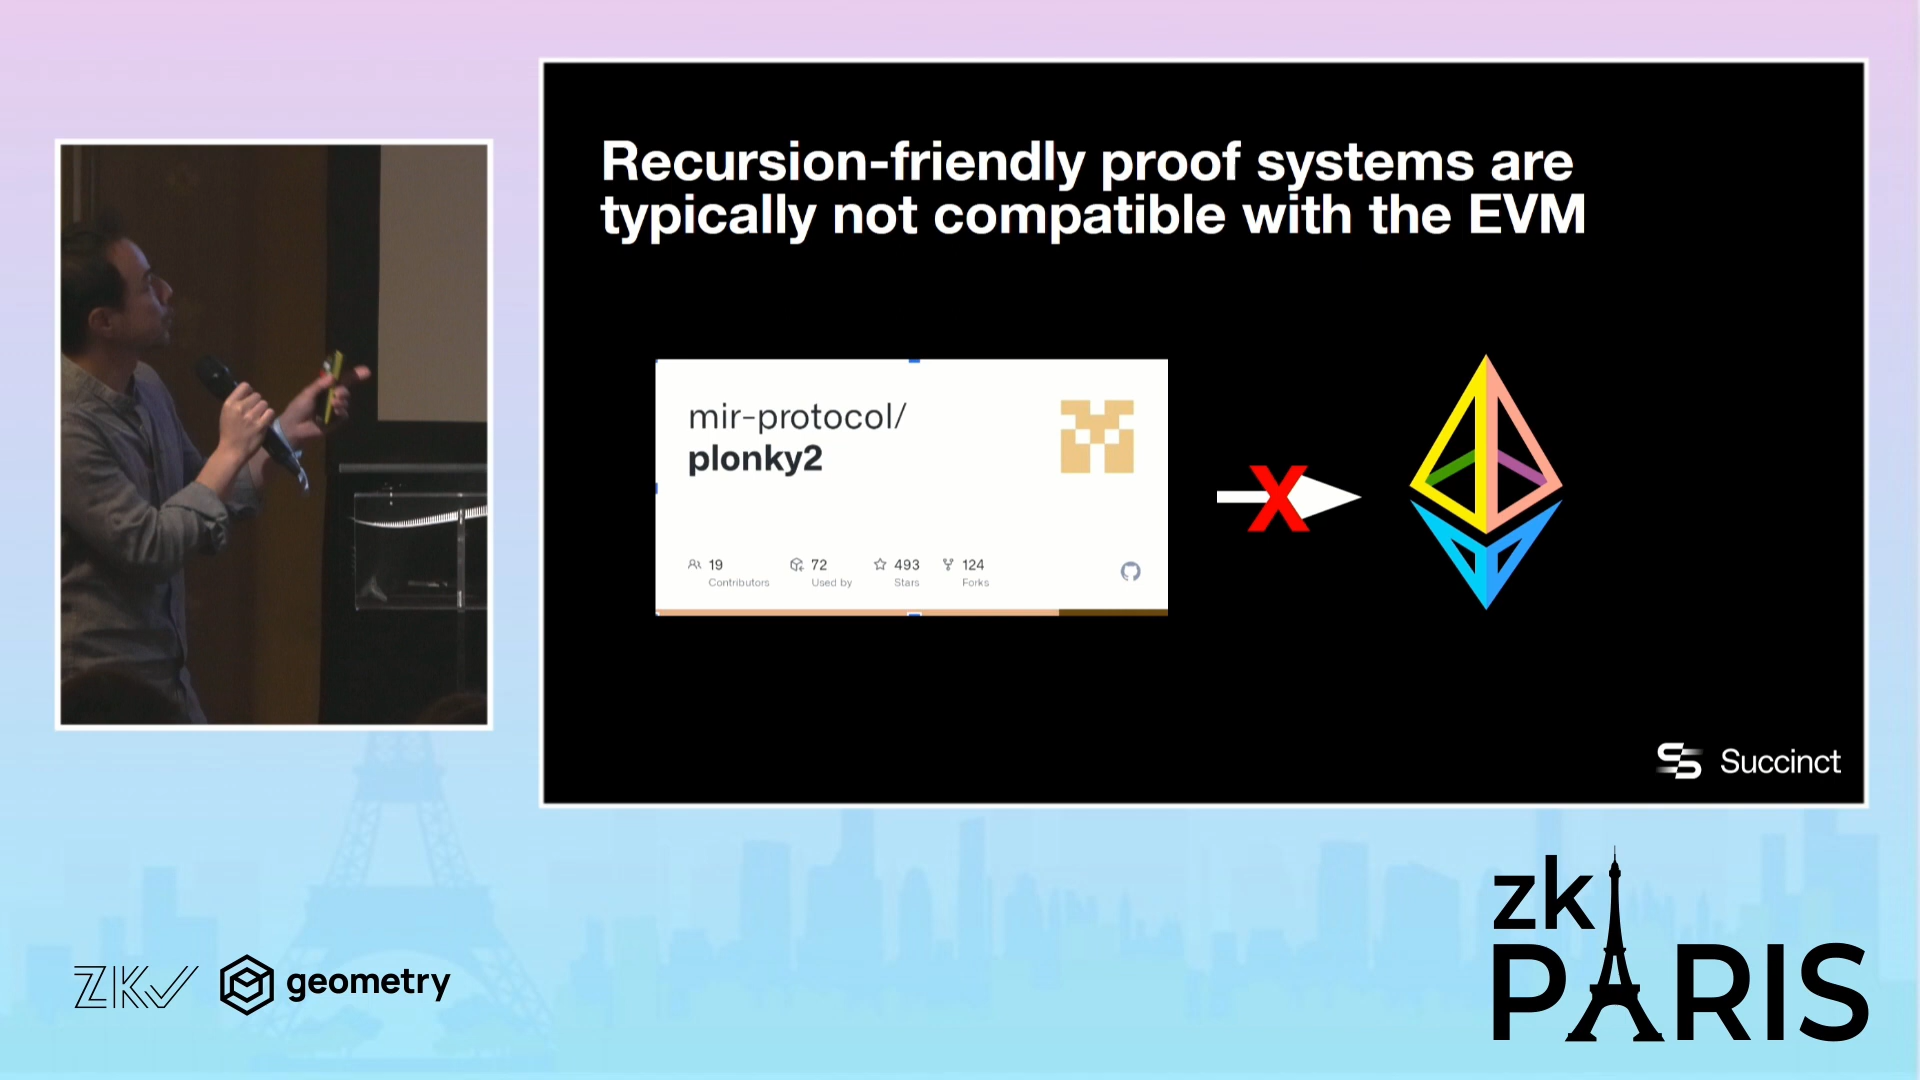 Recursion-friendly proof systems are
typically not compatible with the EVM
mir-protocol/
plonky2
19
Contributors
72
Used by
493
Stars
124
Forks
X
Succinct
ZKV
geometry
zk
PARIS